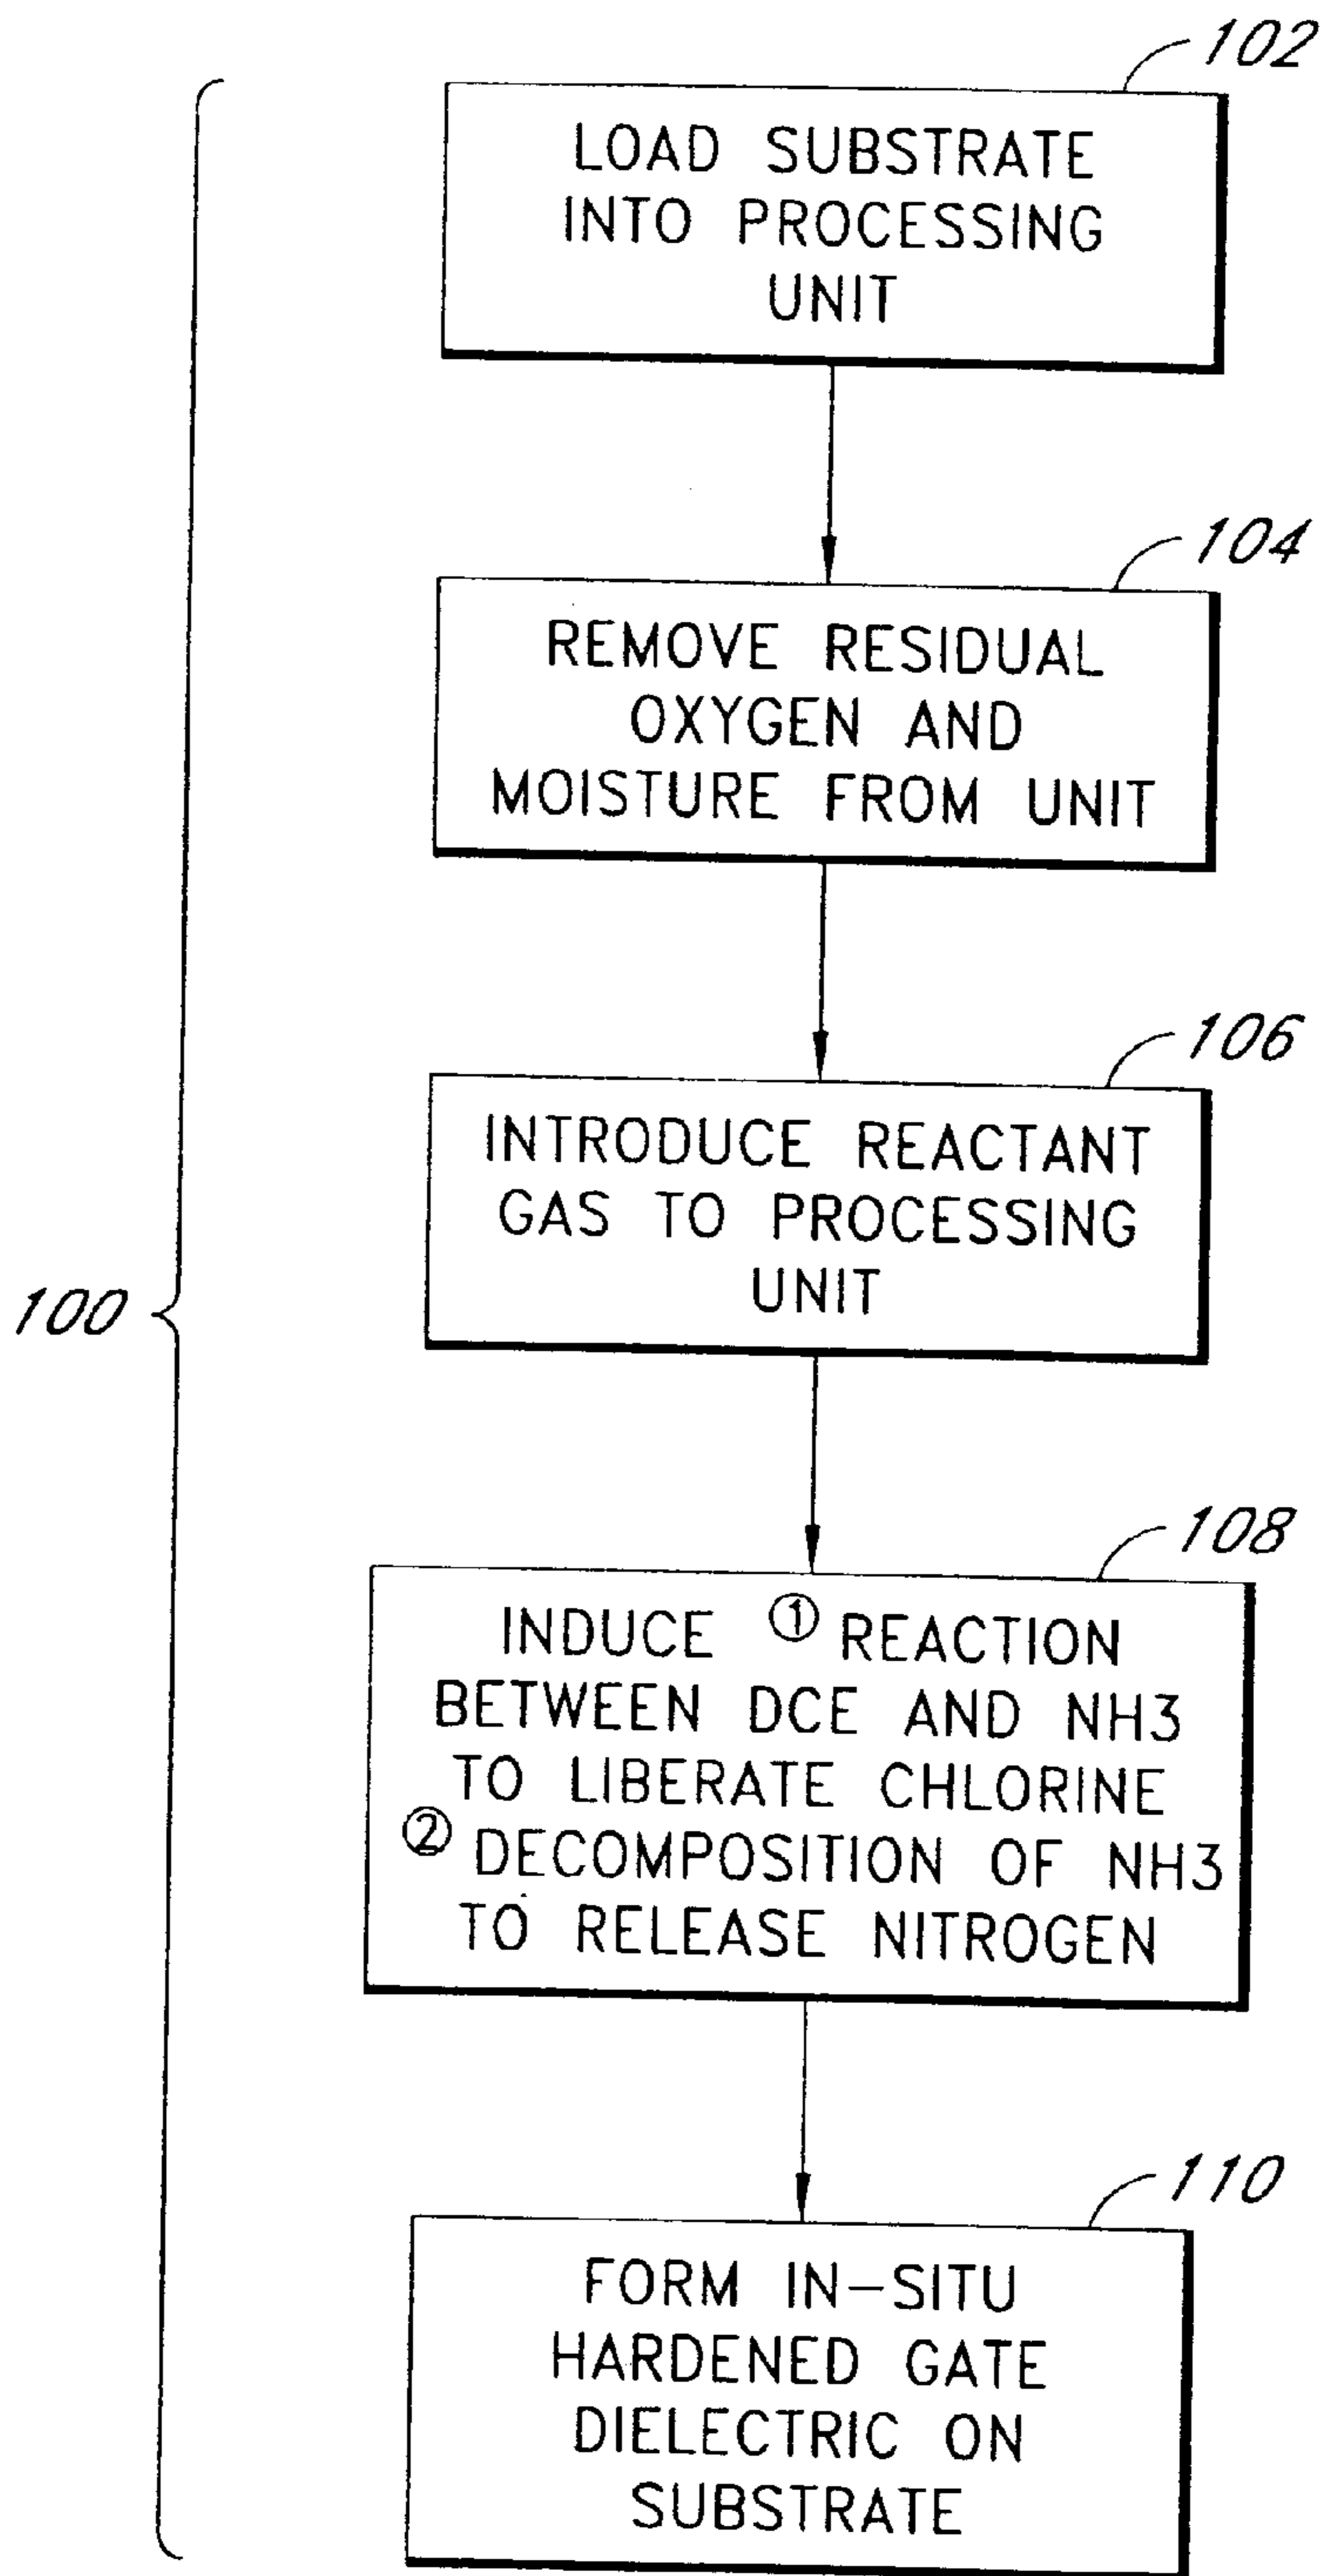 102
LOAD SUBSTRATE
INTO PROCESSING
UNIT
104
REMOVE RESIDUAL
OXYGEN AND
MOISTURE FROM UNIT
106
INTRODUCE REACTANT
GAS TO PROCESSING
UNIT
100
108
INDUCE ① REACTION
BETWEEN DCE AND NH3
TO LIBERATE CHLORINE
② DECOMPOSITION OF NH3
TO RELEASE NITROGEN
110
FORM IN-SITU
HARDENED GATE
DIELECTRIC ON
SUBSTRATE